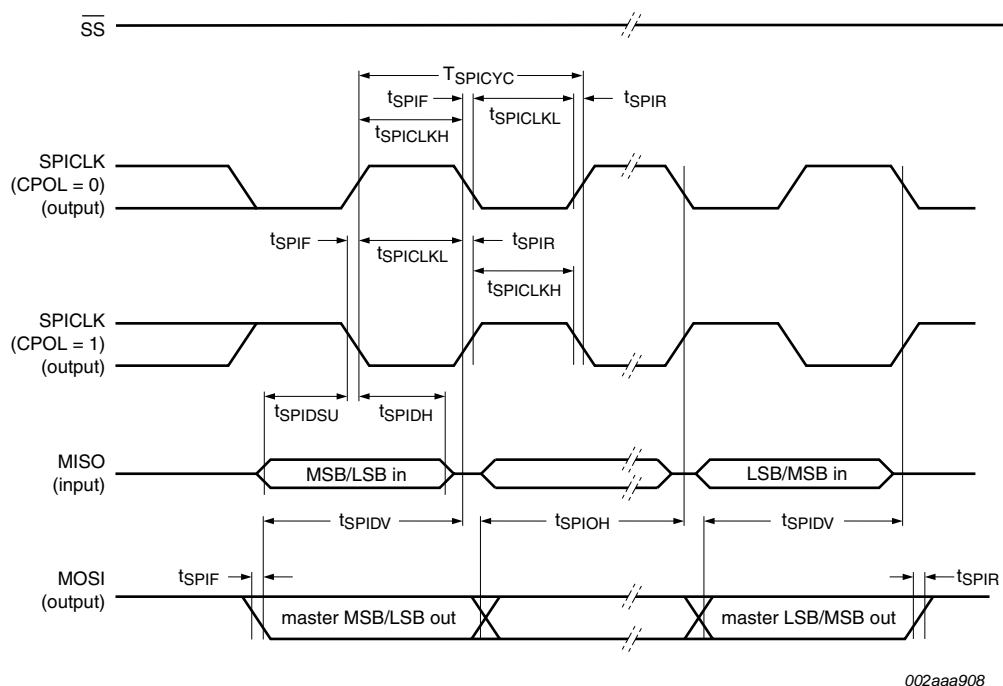 SS
TSPICYC
tSPIF tSPICLKL tSPIR
tSPICLKH
SPICLK
(CPOL = 0)
(output)
tSPIF tSPICLKL tSPIR
tSPICLKH
SPICLK
(CPOL = 1)
(output)
tSPIDSU tSPIDH
MISO
(input)
MSB/LSB in LSB/MSB in
tSPIDV tSPIOH tSPIDV
MOSI
(output)
tSPIF tSPIR
master MSB/LSB out master LSB/MSB out
002aaa908